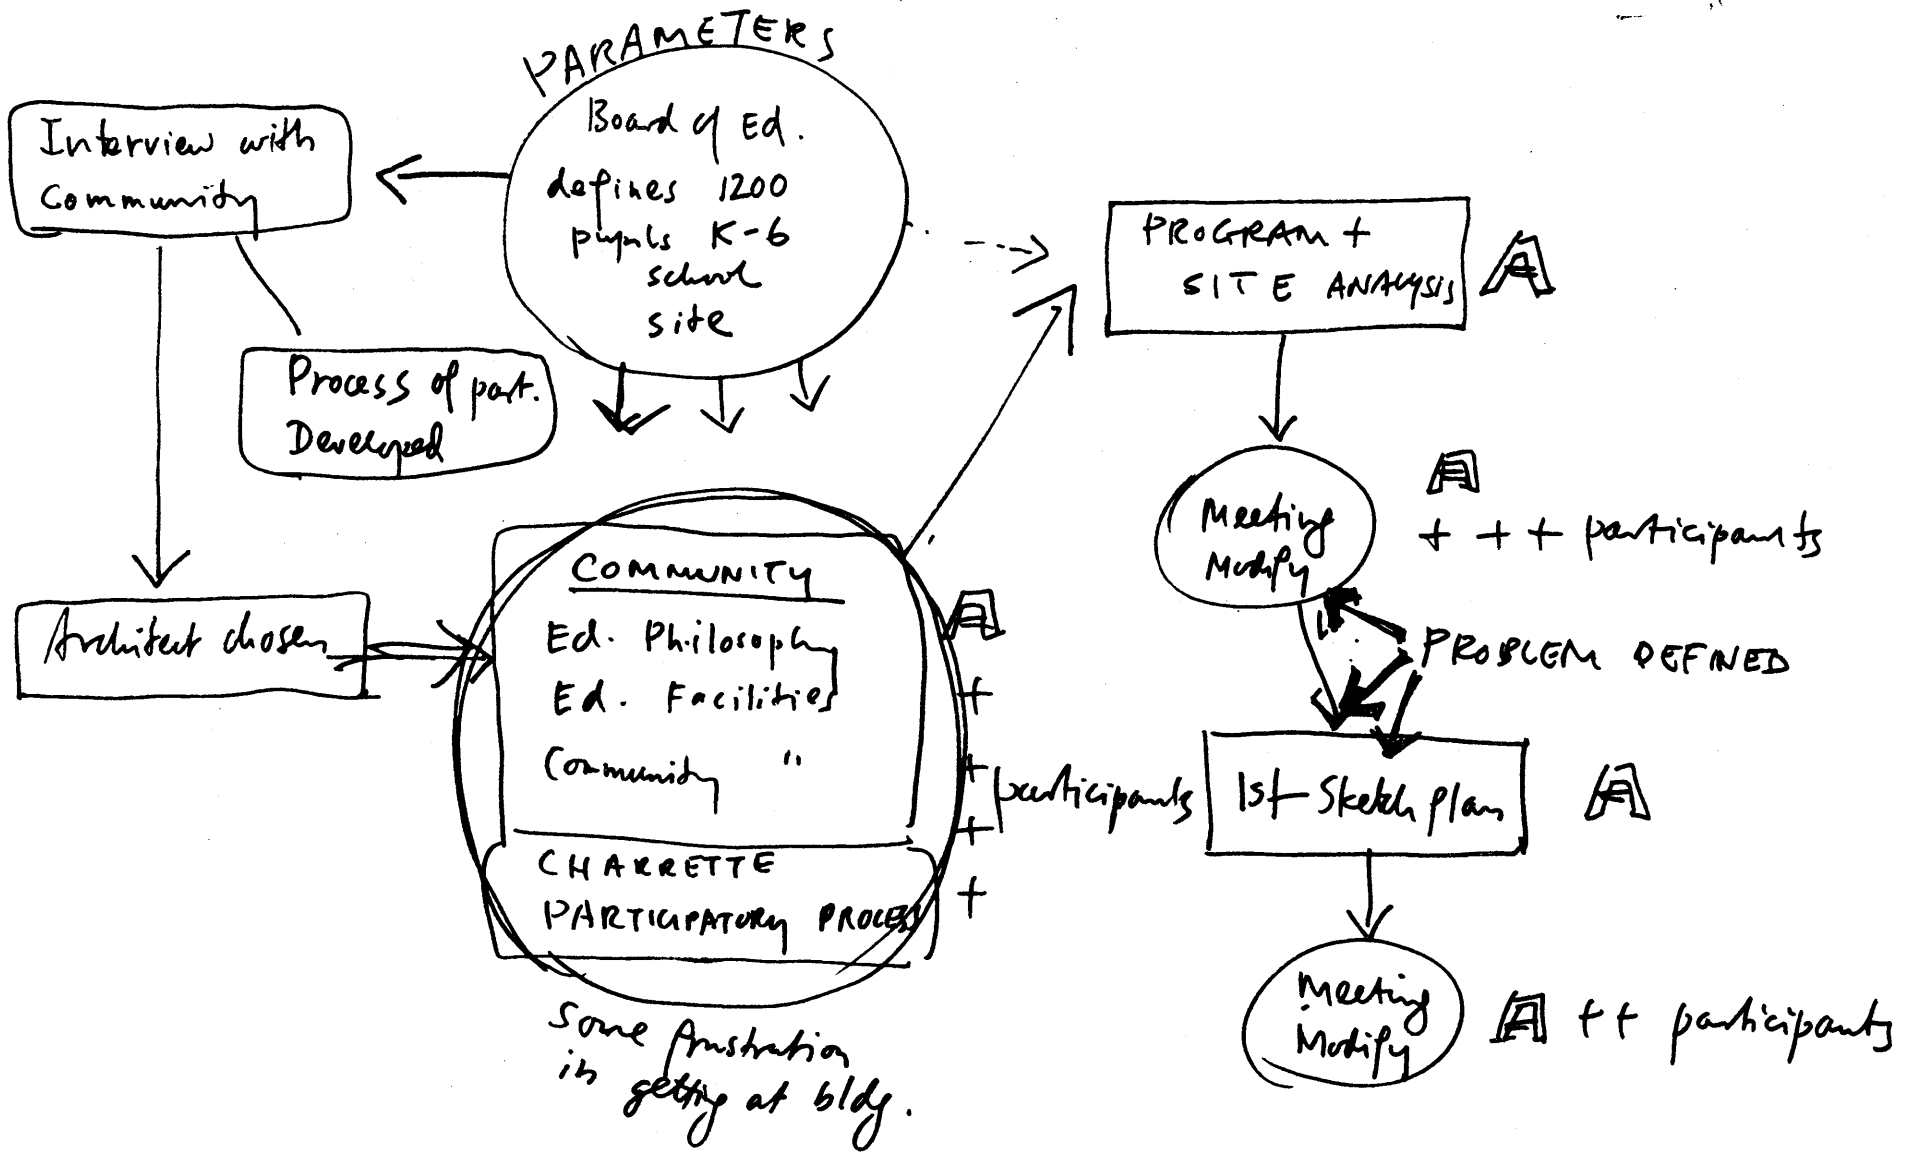 PARAMETERS
Board of Ed.
defines 1200
pupils K-6
school
site
Interview with
Community
Process of part.
Developed
Architect chosen
COMMUNITY
Ed. Philosophy
Ed. Facilities
Community "
CHARRETTE
PARTICIPATORY PROCESS
A
+
+ participants
+
+
Some frustration
in getting at bldg.
PROGRAM +
SITE ANALYSIS
A
Meeting
Modify
A
+ + + participants
PROBLEM DEFINED
1st Sketch plan
A
Meeting
Modify
A ++ participants